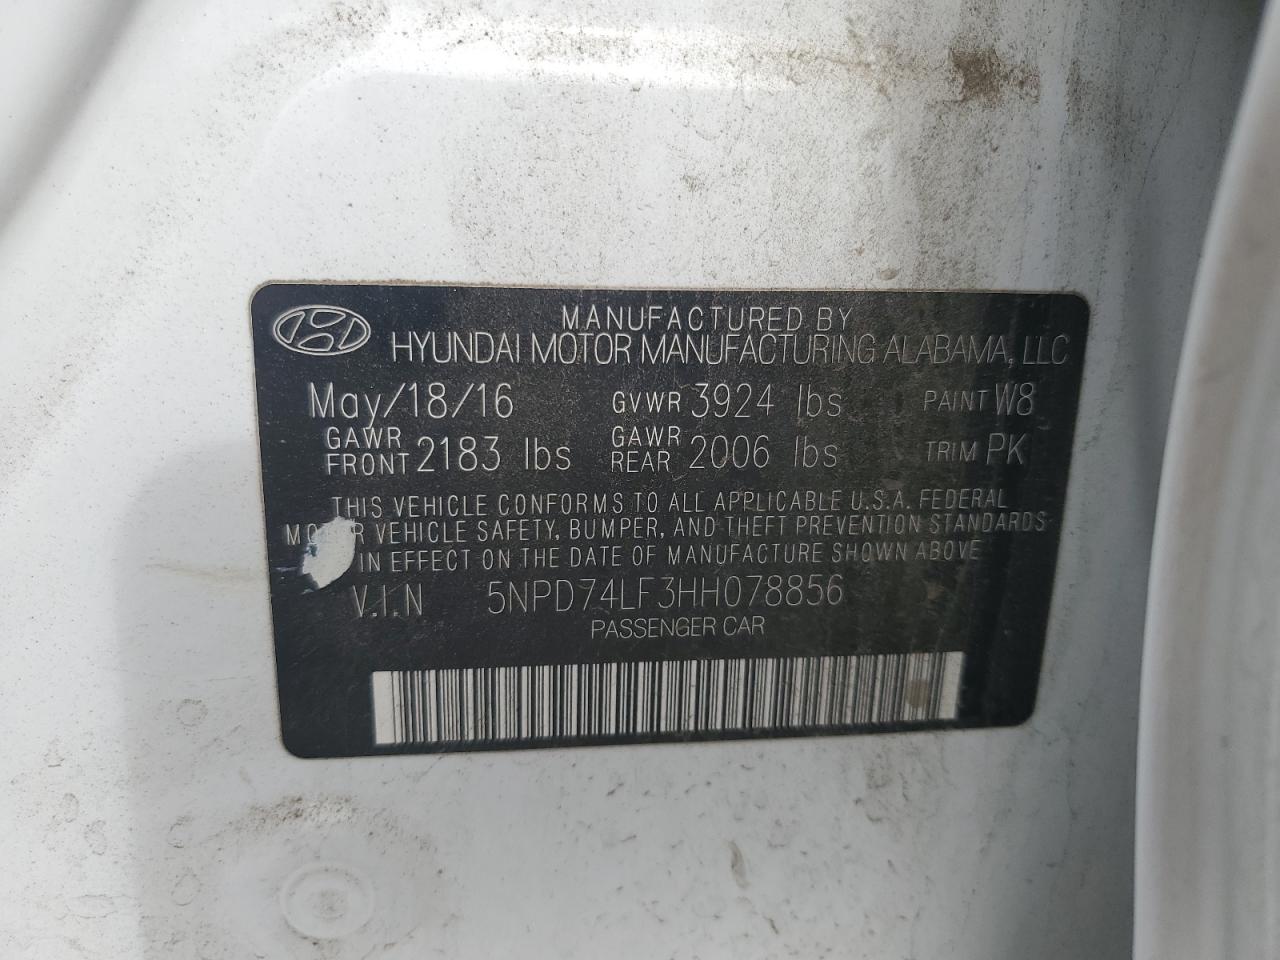 MANUFACTURED BY
HYUNDAI MOTOR MANUFACTURING ALABAMA, LLC
May/18/16 GVWR 3924 lbs PAINT W8
GAWR FRONT 2183 lbs GAWR REAR 2006 lbs TRIM PK
THIS VEHICLE CONFORMS TO ALL APPLICABLE U.S.A. FEDERAL
MOTOR VEHICLE SAFETY, BUMPER, AND THEFT PREVENTION STANDARDS
IN EFFECT ON THE DATE OF MANUFACTURE SHOWN ABOVE
V.I.N 5NPD74LF3HH078856
PASSENGER CAR